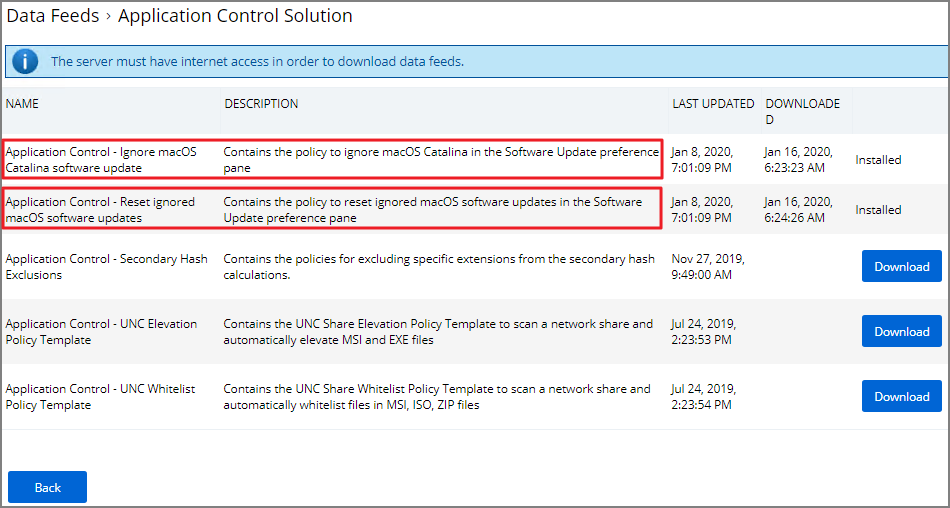 Data Feeds › Application Control Solution
The server must have internet access in order to download data feeds.
NAME DESCRIPTION LAST UPDATED DOWNLOADE
D
Application Control - Ignore macOS Contains the policy to ignore macOS Catalina in the Software Update preference Jan 8, 2020, Jan 16, 2020,
Catalina software update pane 7:01:09 PM 6:23:23 AM Installed
Application Control - Reset ignored Contains the policy to reset ignored macOS software updates in the Software Jan 8, 2020, Jan 16, 2020,
macOS software updates Update preference pane 7:01:09 PM 6:24:26 AM Installed
Application Control - Secondary Hash Contains the policies for excluding specific extensions from the secondary hash Nov 27, 2019,
Exclusions calculations. 9:49:00 AM Download
Application Control - UNC Elevation Contains the UNC Share Elevation Policy Template to scan a network share and Jul 24, 2019,
Policy Template automatically elevate MSI and EXE files 2:23:53 PM Download
Application Control - UNC Whitelist Contains the UNC Share Whitelist Policy Template to scan a network share and Jul 24, 2019,
Policy Template automatically whitelist files in MSI, ISO, ZIP files 2:23:54 PM Download
Back